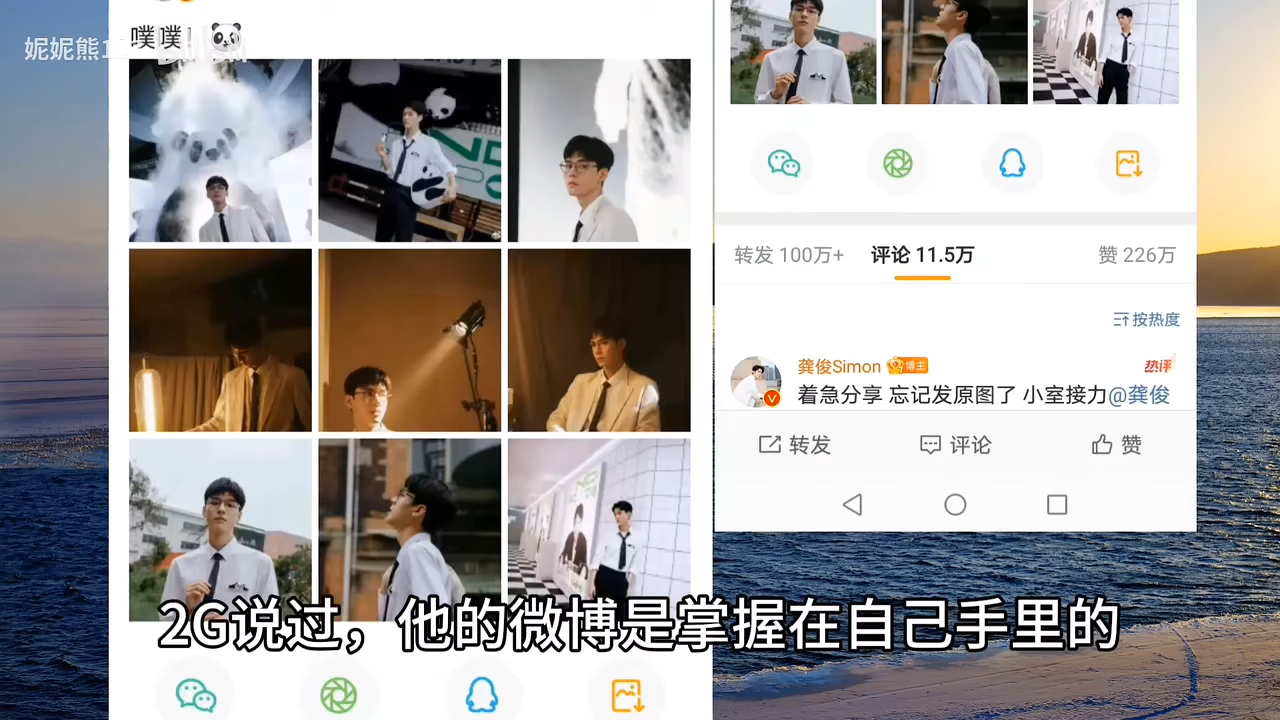 妮妮熊1
噗噗!
转发 100万+
评论 11.5万
赞 226万
按热度
龚俊Simon
博主
热评
着急分享 忘记发原图了 小室接力@龚俊
转发
评论
赞
2G说过，他的微博是掌握在自己手里的